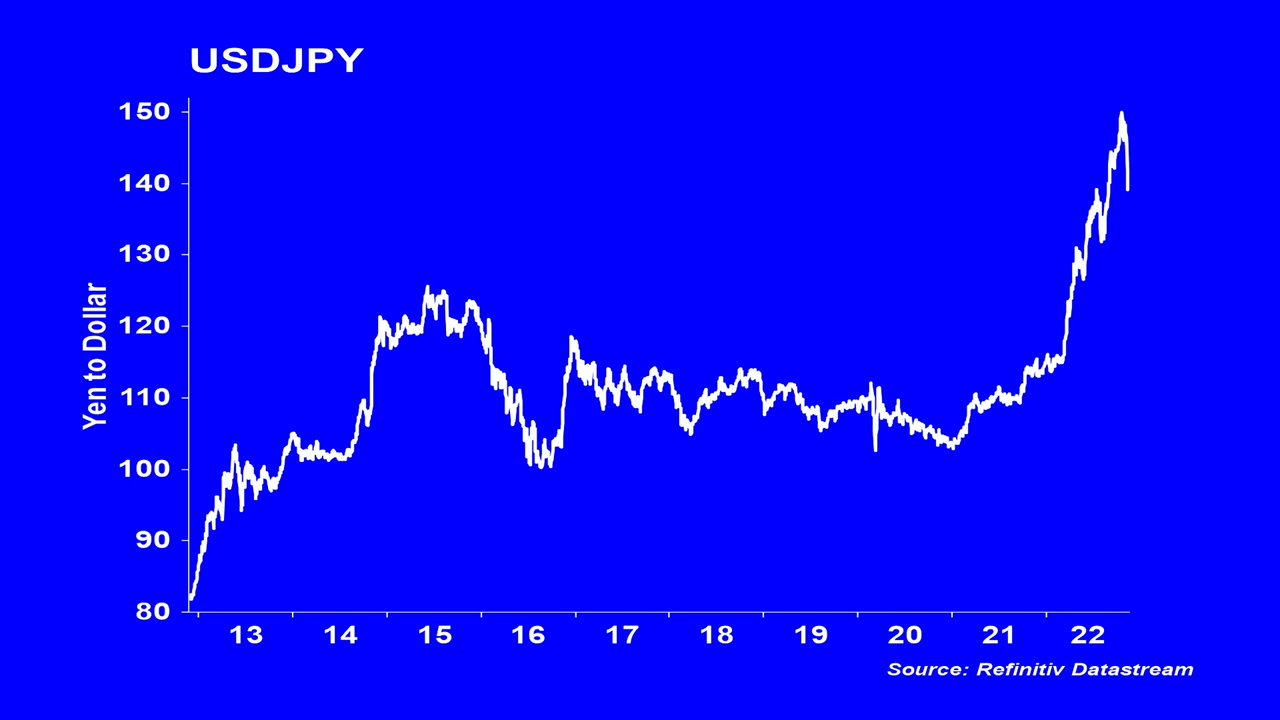 USDJPY
Yen to Dollar
150
140
130
120
110
100
90
80
13 14 15 16 17 18 19 20 21 22
Source: Refinitiv Datastream